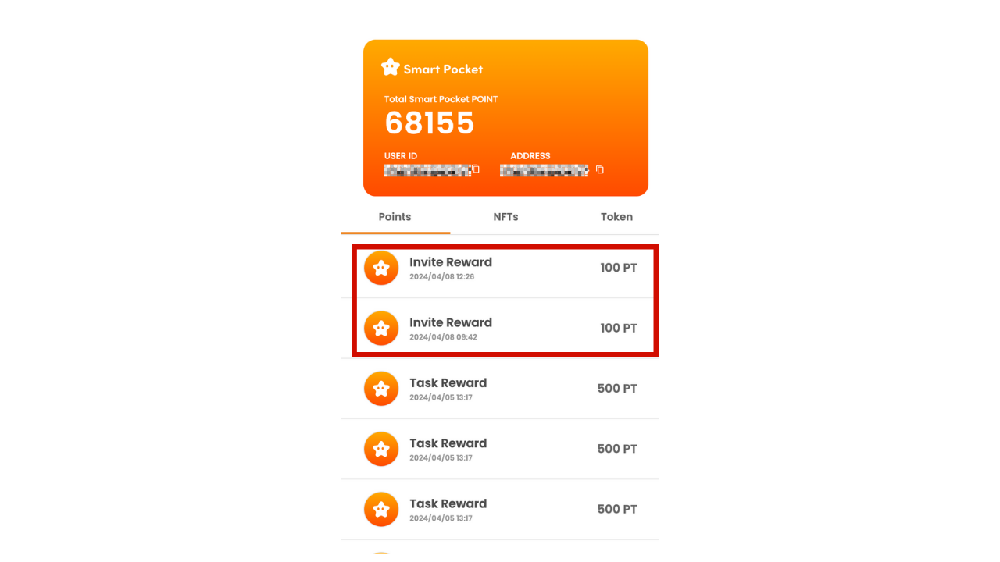 Smart Pocket
Total Smart Pocket POINT
68155
USER ID ADDRESS
Points NFTs Token
Invite Reward
100 PT
2024/04/08 12:26
Invite Reward
100 PT
2024/04/08 09:42
Task Reward
500 PT
2024/04/05 13:17
Task Reward
500 PT
2024/04/05 13:17
Task Reward
500 PT
2024/04/05 13:17